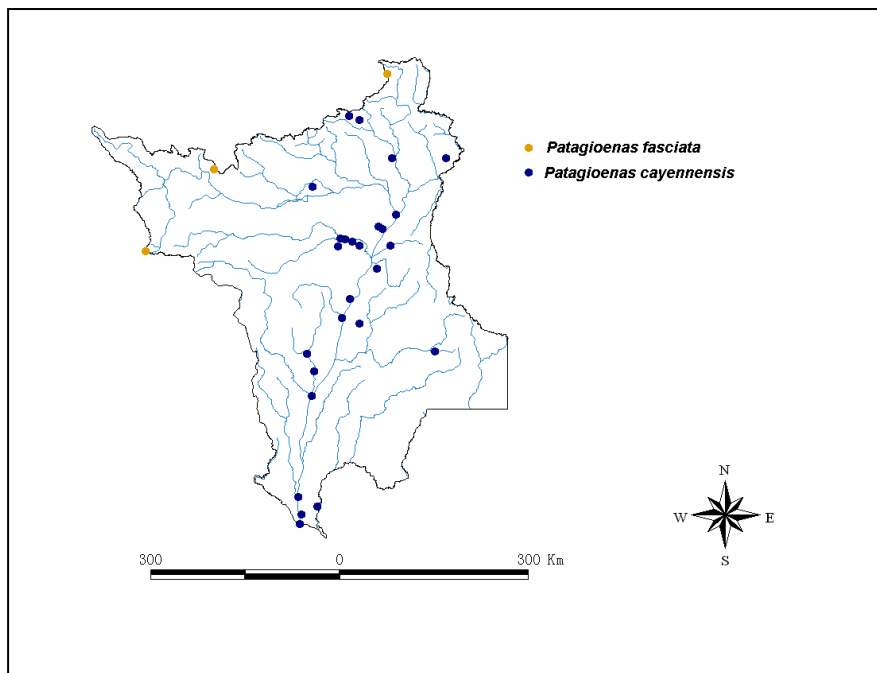 Patagioenas fasciata
Patagioenas cayennensis
N
W E
S
300 0 300 Km